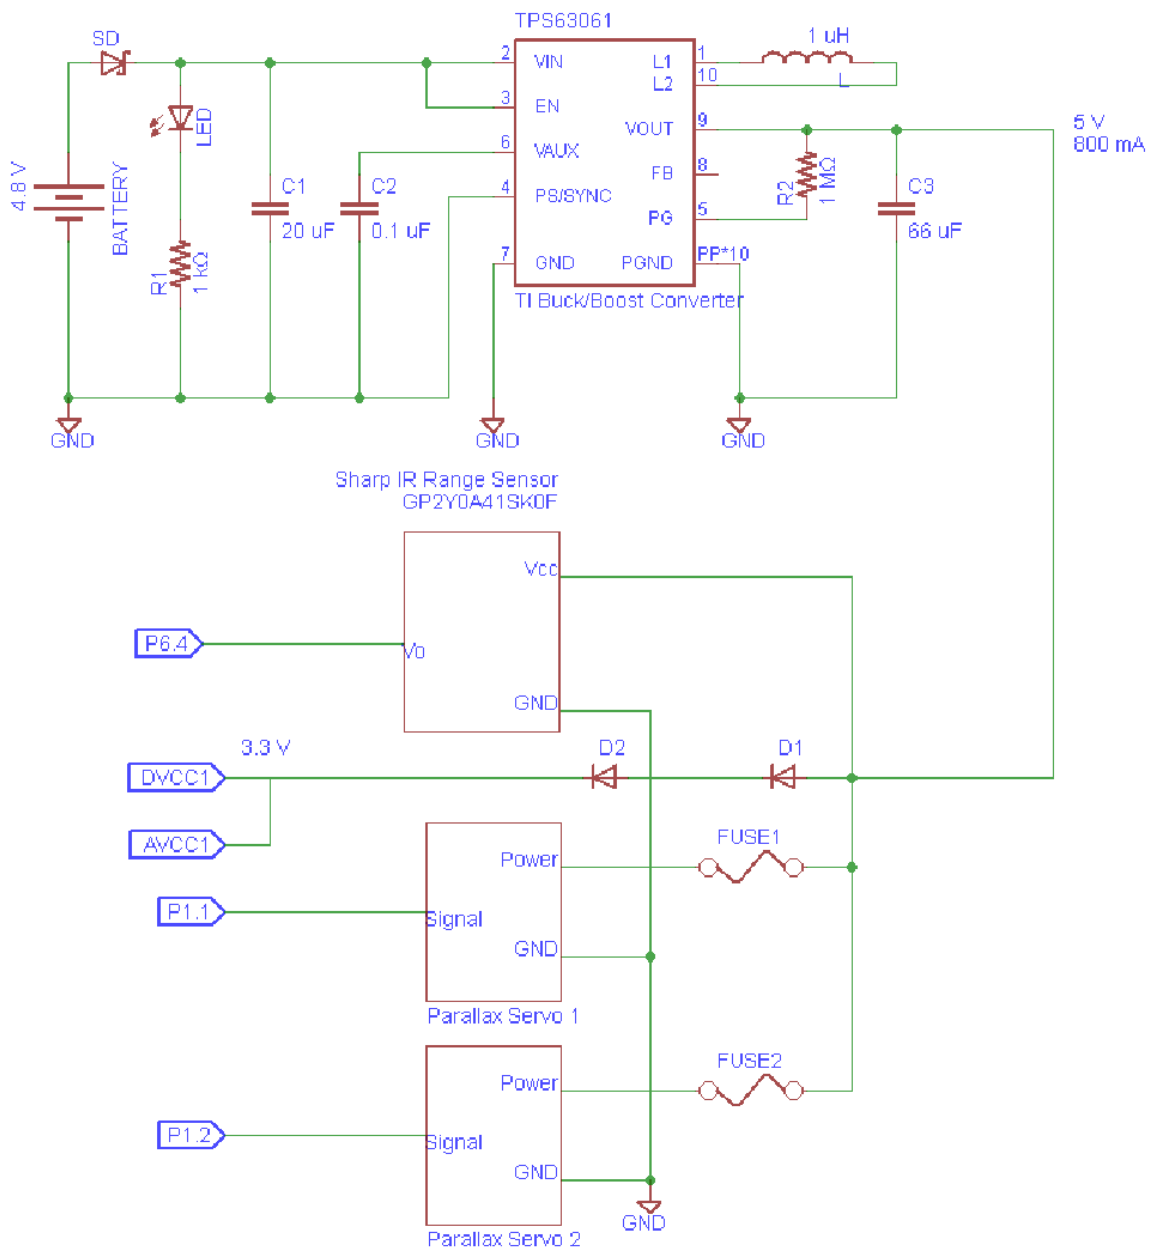 TPS63061
SD
1 uH
L
2
VIN
L1
1
L2
10
3
EN
VOUT
9
6
VAUX
FB
8
4
PS/SYNC
PG
5
7
GND
PGND
PP*10
TI Buck/Boost Converter
LED
4.8 V
BATTERY
R1
1 kΩ
C1
20 uF
C2
0.1 uF
R2
1 MΩ
C3
66 uF
5 V
800 mA
GND
GND
GND
Sharp IR Range Sensor
GP2Y0A41SK0F
Vcc
P6.4
Vo
GND
3.3 V
D2
D1
DVCC1
AVCC1
FUSE1
Power
P1.1
Signal
GND
Parallax Servo 1
FUSE2
Power
P1.2
Signal
GND
GND
Parallax Servo 2